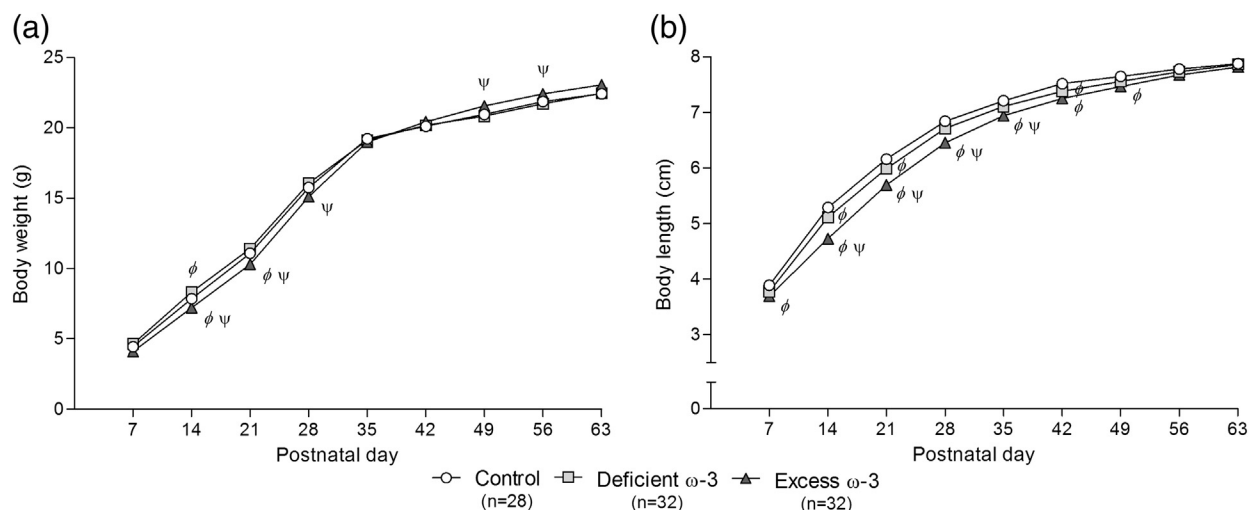 (a)
25
20
15
10
5
0
Body weight (g)
ψ ψ
ϕ
ψ
ϕ ψ
ϕ ψ
7 14 21 28 35 42 49 56 63
Postnatal day
(b)
8
7
6
5
4
3
0
Body length (cm)
ϕ
ϕ
ϕ
ϕ
ϕ ψ
ϕ ψ
ϕ
ϕ ψ
ϕ
ϕ ψ
ϕ
7 14 21 28 35 42 49 56 63
Postnatal day
Control Deficient ω-3 Excess ω-3
(n=28) (n=32) (n=32)